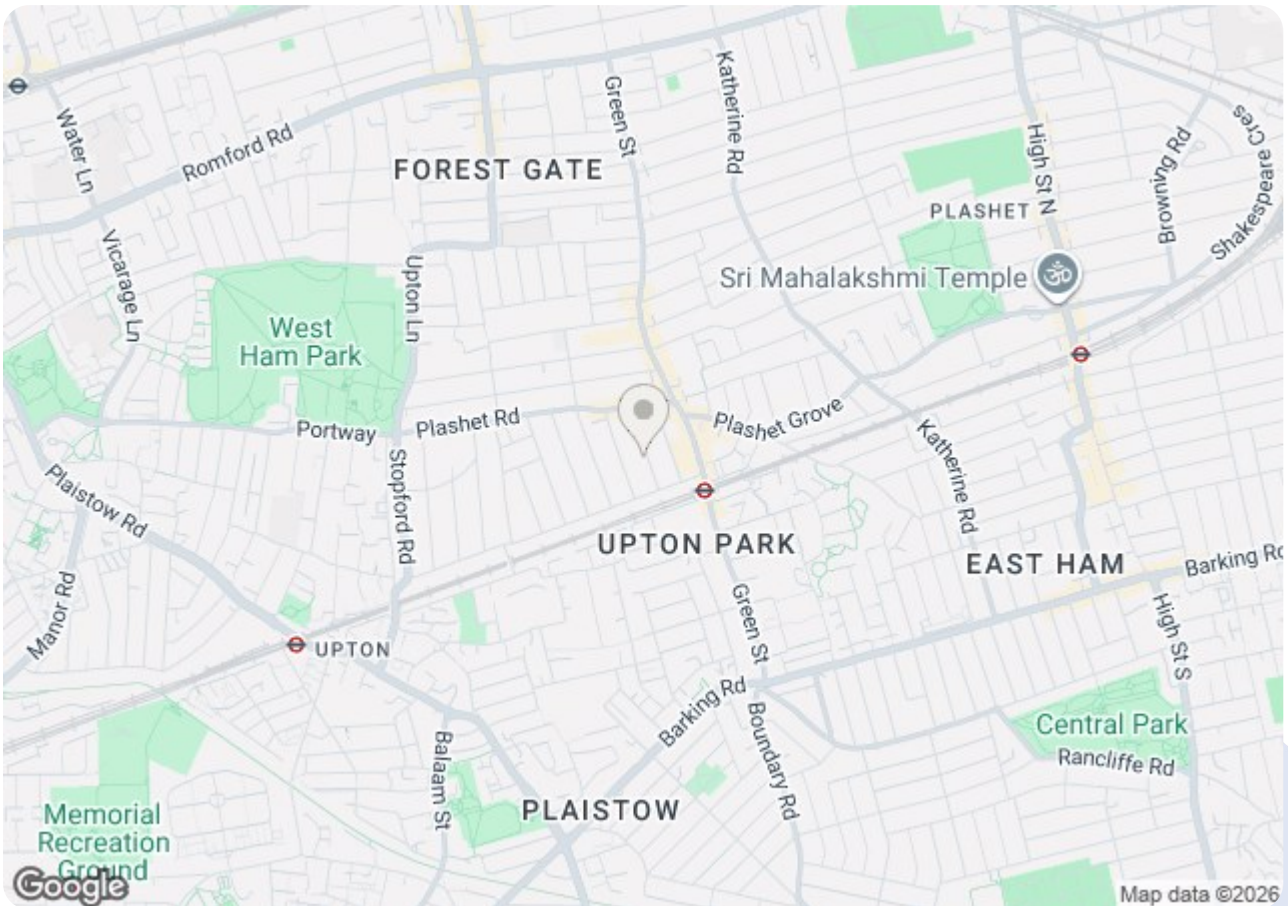 Katherine Rd
Green St
Water Ln
Romford Rd
FOREST GATE
High St N
Browning Rd
Shakespeare Cres
PLASHET
Vicarage Ln
Upton Ln
Sri Mahalakshmi Temple
West
Ham Park
Portway
Plashet Rd
Plashet Grove
Katherine Rd
Plaistow Rd
Stopford Rd
UPTON PARK
EAST HAM
Barking Rd
Manor Rd
UPTON
Green St
High St S
Barking Rd
Boundary Rd
Central Park
Rancliffe Rd
Balaam St
PLAISTOW
Memorial
Recreation
Ground
Google
Map data ©2026